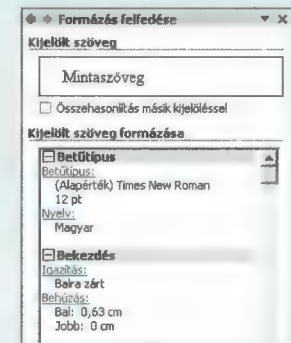 Formázás felfedése
Kijelölt szöveg
Mintaszöveg
Összehasonlítás másik kijelöléssel
Kijelölt szöveg formázása
Betűtípus
Betűtípus:
(Alapérték) Times New Roman
12 pt
Nyelv:
Magyar
Bekezdés
Igazítás:
Balra zárt
Behúzás:
Bal: 0,63 cm
Jobb: 0 cm